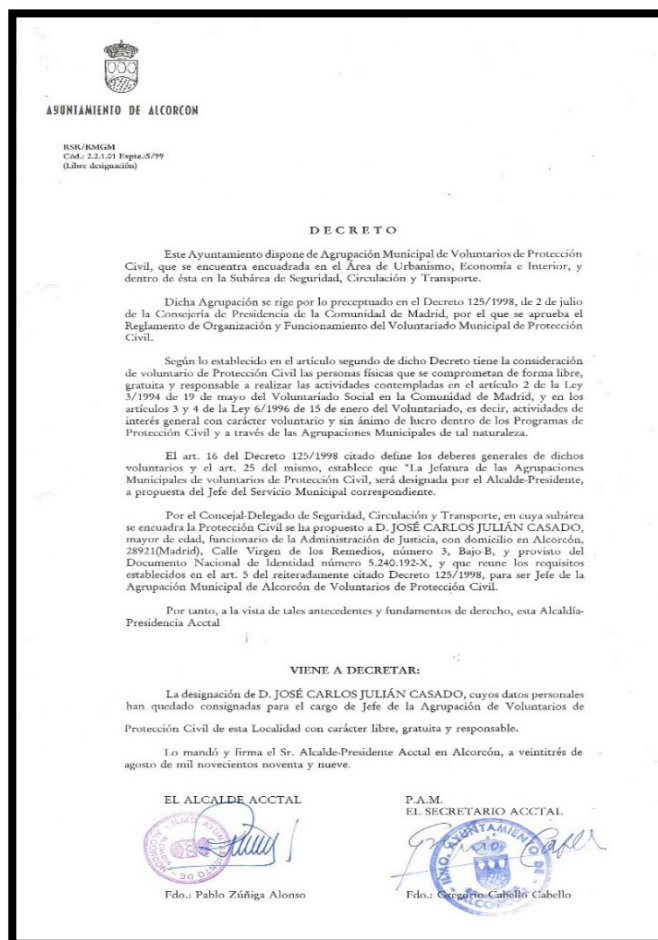 AYUNTAMIENTO DE ALCORCON
RSR/RMGM
Cód.: 2.2.1.01 Expte.:5/99
(Libre designación)
DECRETO
Este Ayuntamiento dispone de Agrupación Municipal de Voluntarios de Protección
Civil, que se encuentra encuadrada en el Área de Urbanismo, Economía e Interior, y
dentro de ésta en la Subárea de Seguridad, Circulación y Transporte.
Dicha Agrupación se rige por lo preceptuado en el Decreto 125/1998, de 2 de julio
de la Consejería de Presidencia de la Comunidad de Madrid, por el que se aprueba el
Reglamento de Organización y Funcionamiento del Voluntariado Municipal de Protección
Civil.
Según lo establecido en el artículo segundo de dicho Decreto tiene la consideración
de voluntario de Protección Civil las personas físicas que se comprometan de forma libre,
gratuita y responsable a realizar las actividades contempladas en el artículo 2 de la Ley
3/1994 de 19 de mayo del Voluntariado Social en la Comunidad de Madrid, y en los
artículos 3 y 4 de la Ley 6/1996 de 15 de enero del Voluntariado, es decir, actividades de
interés general con carácter voluntario y sin ánimo de lucro dentro de los Programas de
Protección Civil y a través de las Agrupaciones Municipales de tal naturaleza.
El art. 16 del Decreto 125/1998 citado define los deberes generales de dichos
voluntarios y el art. 25 del mismo, establece que "La Jefatura de las Agrupaciones
Municipales de voluntarios de Protección Civil, será designada por el Alcalde-Presidente,
a propuesta del Jefe del Servicio Municipal correspondiente.
Por el Concejal-Delegado de Seguridad, Circulación y Transporte, en cuya subárea
se encuadra la Protección Civil se ha propuesto a D. JOSÉ CARLOS JULIÁN CASADO,
mayor de edad, funcionario de la Administración de Justicia, con domicilio en Alcorcón,
28921(Madrid), Calle Virgen de los Remedios, número 3, Bajo-B, y provisto del
Documento Nacional de Identidad número 5.240.192-X, y que reune los requisitos
establecidos en el art. 5 del reiteradamente citado Decreto 125/1998, para ser Jefe de la
Agrupación Municipal de Alcorcón de Voluntarios de Protección Civil.
Por tanto, a la vista de tales antecedentes y fundamentos de derecho, esta Alcaldía-
Presidencia Acctal
VIENE A DECRETAR:
La designación de D. JOSÉ CARLOS JULIÁN CASADO, cuyos datos personales
han quedado consignadas para el cargo de Jefe de la Agrupación de Voluntarios de
Protección Civil de esta Localidad con carácter libre, gratuita y responsable.
Lo mandó y firma el Sr. Alcalde-Presidente Acctal en Alcorcón, a veintitrés de
agosto de mil novecientos noventa y nueve.
EL ALCALDE ACCTAL
P.A.M.
EL SECRETARIO ACCTAL
ILMO. AYUNTAMIENTO DE ALCORCON
ILMO. AYUNTAMIENTO DE ALCORCON
Fdo.: Pablo Zúñiga Alonso
Fdo.: Gregorio Cabello Cabello